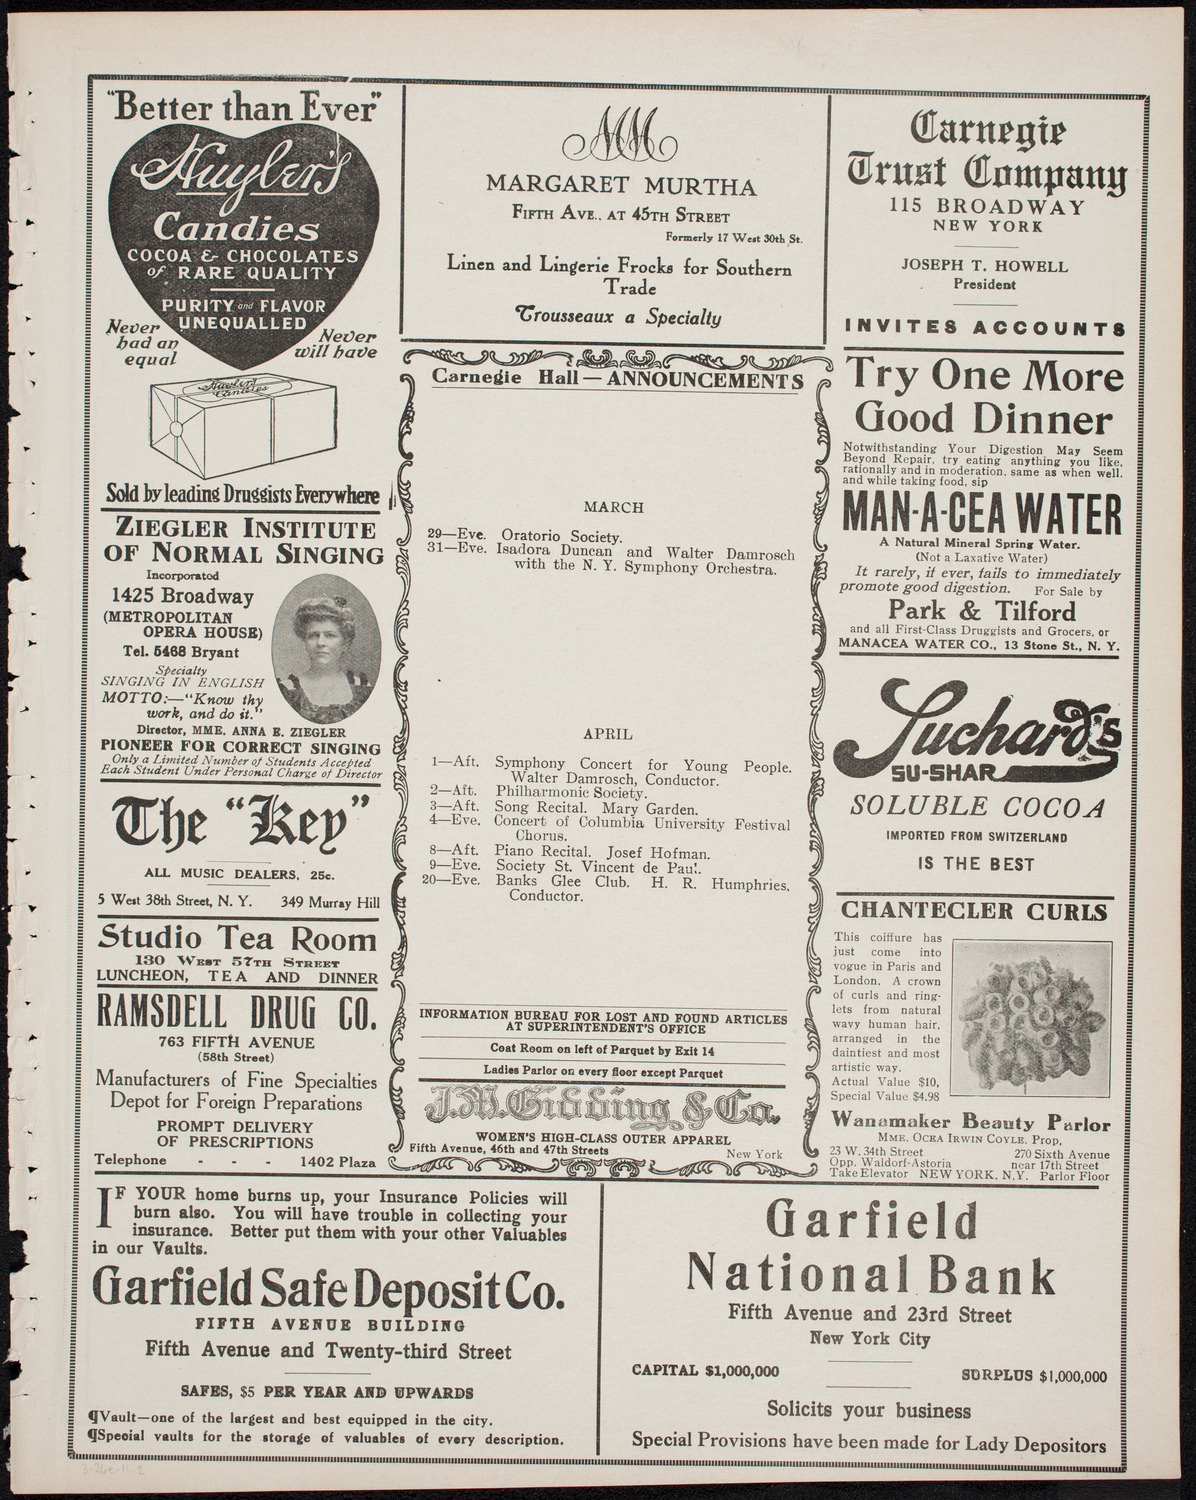 "Better than Ever"
Huyler's
Candies
COCOA & CHOCOLATES
of RARE QUALITY
PURITY and FLAVOR
UNEQUALLED
Never had an equal
Never will have
Huyler's
Candies
Sold by leading Druggists Everywhere
ZIEGLER INSTITUTE
OF NORMAL SINGING
Incorporated
1425 Broadway
(METROPOLITAN
OPERA HOUSE)
Tel. 5468 Bryant
Specialty
SINGING IN ENGLISH
MOTTO:—"Know thy
work, and do it."
Director, MME. ANNA E. ZIEGLER
PIONEER FOR CORRECT SINGING
Only a Limited Number of Students Accepted
Each Student Under Personal Charge of Director
The "Key"
ALL MUSIC DEALERS, 25c.
5 West 38th Street, N. Y. 349 Murray Hill
Studio Tea Room
130 WEST 57TH STREET
LUNCHEON, TEA AND DINNER
RAMSDELL DRUG CO.
763 FIFTH AVENUE
(58th Street)
Manufacturers of Fine Specialties
Depot for Foreign Preparations
PROMPT DELIVERY
OF PRESCRIPTIONS
Telephone - - - 1402 Plaza
MM
MARGARET MURTHA
FIFTH AVE., AT 45TH STREET
Formerly 17 West 30th St.
Linen and Lingerie Frocks for Southern
Trade
Trousseaux a Specialty
Carnegie Hall—ANNOUNCEMENTS
MARCH
29—Eve. Oratorio Society.
31—Eve. Isadora Duncan and Walter Damrosch
with the N. Y. Symphony Orchestra.
APRIL
1—Aft. Symphony Concert for Young People.
Walter Damrosch, Conductor.
2—Aft. Philharmonic Society.
3—Aft. Song Recital. Mary Garden.
4—Eve. Concert of Columbia University Festival
Chorus.
8—Aft. Piano Recital. Josef Hofman.
9—Eve. Society St. Vincent de Paul.
20—Eve. Banks Glee Club. H. R. Humphries,
Conductor.
INFORMATION BUREAU FOR LOST AND FOUND ARTICLES
AT SUPERINTENDENT'S OFFICE
Coat Room on left of Parquet by Exit 14
Ladies Parlor on every floor except Parquet
J.M. Gidding & Co.
WOMEN'S HIGH-CLASS OUTER APPAREL
Fifth Avenue, 46th and 47th Streets New York
Carnegie
Trust Company
115 BROADWAY
NEW YORK
JOSEPH T. HOWELL
President
INVITES ACCOUNTS
Try One More
Good Dinner
Notwithstanding Your Digestion May Seem
Beyond Repair, try eating anything you like,
rationally and in moderation, same as when well,
and while taking food, sip
MAN-A-CEA WATER
A Natural Mineral Spring Water.
(Not a Laxative Water)
It rarely, if ever, fails to immediately
promote good digestion. For Sale by
Park & Tilford
and all First-Class Druggists and Grocers, or
MANACEA WATER CO., 13 Stone St., N. Y.
Suchard's
SU-SHAR
SOLUBLE COCOA
IMPORTED FROM SWITZERLAND
IS THE BEST
CHANTECLER CURLS
This coiffure has
just come into
vogue in Paris and
London. A crown
of curls and ring-
lets from natural
wavy human hair,
arranged in the
daintiest and most
artistic way.
Actual Value $10,
Special Value $4.98
Wanamaker Beauty Parlor
MME. OCEA IRWIN COYLE, Prop,
23 W. 34th Street 270 Sixth Avenue
Opp. Waldorf-Astoria near 17th Street
Take Elevator NEW YORK, N.Y. Parlor Floor
IF YOUR home burns up, your Insurance Policies will
burn also. You will have trouble in collecting your
insurance. Better put them with your other Valuables
in our Vaults.
Garfield Safe Deposit Co.
FIFTH AVENUE BUILDING
Fifth Avenue and Twenty-third Street
SAFES, $5 PER YEAR AND UPWARDS
¶Vault—one of the largest and best equipped in the city.
¶Special vaults for the storage of valuables of every description.
Garfield
National Bank
Fifth Avenue and 23rd Street
New York City
CAPITAL $1,000,000 SURPLUS $1,000,000
Solicits your business
Special Provisions have been made for Lady Depositors